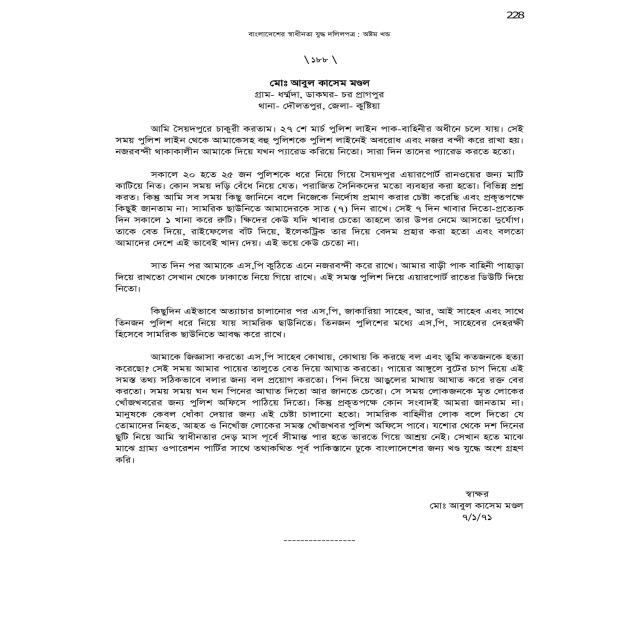 228
বাংলাদেশের স্বাধীনতা যুদ্ধ দলিলপত্র : অষ্টম খন্ড
\ ১৮৮ \
মোঃ আবুল কাসেম মণ্ডল
গ্রাম- ধর্ম্মদা, ডাকঘর- চর প্রাগপুর
থানা- দৌলতপুর, জেলা- কুষ্টিয়া
আমি সৈয়দপুরে চাকুরী করতাম। ২৭ শে মার্চ পুলিশ লাইন পাক-বাহিনীর অধীনে চলে যায়। সেই
সময় পুলিশ লাইন থেকে আমাকেসহ বহু পুলিশকে পুলিশ লাইনেই অবরোধ এবং নজর বন্দী করে রাখা হয়।
নজরবন্দী থাকাকালীন আমাকে দিয়ে যখন প্যারেড করিয়ে নিতো। সারা দিন তাদের প্যারেড করতে হতো।
সকালে ২০ হতে ২৫ জন পুলিশকে ধরে নিয়ে গিয়ে সৈয়দপুর এয়ারপোর্ট রানওয়ের জন্য মাটি
কাটিয়ে নিত। কোন সময় দড়ি বেঁধে নিয়ে যেত। পরাজিত সৈনিকদের মতো ব্যবহার করা হতো। বিভিন্ন প্রশ্ন
করত। কিন্তু আমি সব সময় কিছু জানিনে বলে নিজেকে নির্দোষ প্রমাণ করার চেষ্টা করেছি এবং প্রকৃতপক্ষে
কিছুই জানতাম না। সামরিক ছাউনিতে আমাদেরকে সাত (৭) দিন রাখে। সেই ৭ দিন খাবার দিতো-প্রত্যেক
দিন সকালে ১ খানা করে রুটি। ক্ষিদের কেউ যদি খাবার চেতো তাহলে তার উপর নেমে আসতো দুর্যোগ।
তাকে বেত দিয়ে, রাইফেলের বাঁট দিয়ে, ইলেকট্রিক তার দিয়ে বেদম প্রহার করা হতো এবং বলতো
আমাদের দেশে এই ভাবেই খাদ্য দেয়। এই ভয়ে কেউ চেতো না।
সাত দিন পর আমাকে এস,পি কুঠিতে এনে নজরবন্দী করে রাখে। আমার বাড়ী পাক বাহিনী পাহাড়া
দিয়ে রাখতো সেখান থেকে ঢাকাতে নিয়ে গিয়ে রাখে। এই সমস্ত পুলিশ দিয়ে এয়ারপোর্ট রাতের ডিউটি দিয়ে
নিতো।
কিছুদিন এইভাবে অত্যাচার চালানোর পর এস,পি, জাকারিয়া সাহেব, আর, আই সাহেব এবং সাথে
তিনজন পুলিশ ধরে নিয়ে যায় সামরিক ছাউনিতে। তিনজন পুলিশের মধ্যে এস,পি, সাহেবের দেহরক্ষী
হিসেবে সামরিক ছাউনিতে আবদ্ধ করে রাখে।
আমাকে জিজ্ঞাসা করতো এস,পি সাহেব কোথায়, কোথায় কি করছে বল এবং তুমি কতজনকে হত্যা
করেছো? সেই সময় আমার পায়ের তালুতে বেত দিয়ে আঘাত করতো। পায়ের আঙ্গুলে বুটের চাপ দিয়ে এই
সমস্ত তথ্য সঠিকভাবে বলার জন্য বল প্রয়োগ করতো। পিন দিয়ে আঙুলের মাথায় আঘাত করে রক্ত বের
করতো। সময় সময় ঘন ঘন পিনের আঘাত দিতো আর জানতে চেতো। সে সময় লোকজনকে মৃত লোকের
খোঁজখবরের জন্য পুলিশ অফিসে পাঠিয়ে দিতো। কিন্তু প্রকৃতপক্ষে কোন সংবাদই আমরা জানতাম না।
মানুষকে কেবল ধোঁকা দেয়ার জন্য এই চেষ্টা চালানো হতো। সামরিক বাহিনীর লোক বলে দিতো যে
তোমাদের নিহত, আহত ও নিখোঁজ লোকের সমস্ত খোঁজখবর পুলিশ অফিসে পাবে। যশোর থেকে দশ দিনের
ছুটি নিয়ে আমি স্বাধীনতার দেড় মাস পূর্বে সীমান্ত পার হতে ভারতে গিয়ে আশ্রয় নেই। সেখান হতে মাঝে
মাঝে গ্রাম্য ওপারেশন পার্টির সাথে তথাকথিত পূর্ব পাকিস্তানে ঢুকে বাংলাদেশের জন্য খণ্ড যুদ্ধে অংশ গ্রহণ
করি।
স্বাক্ষর
মোঃ আবুল কাসেম মণ্ডল
৭/১/৭১
-----------------